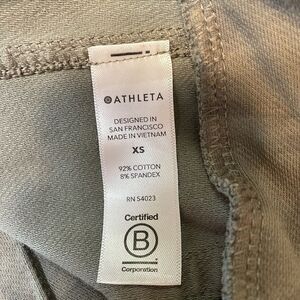 ATHLETA
DESIGNED IN
SAN FRANCISCO
MADE IN VIETNAM
XS
92% COTTON
8% SPANDEX
RN 54023
Certified
B
Corporation